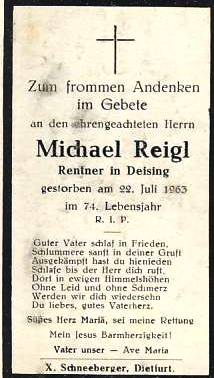 Zum frommen Andenken
im Gebete
an den ehrengeachteten Herrn
Michael Reigl
Rentner in Deising
gestorben am 22. Juli 1963
im 74. Lebensjahr
R. I. P.
Guter Vater schlaf in Frieden,
Schlummere sanft in deiner Gruft
Ausgekämpft hast du hienieden
Schlafe bis der Herr dich ruft,
Dort in ewigen Himmelshöhen
Ohne Leid und ohne Schmerz
Werden wir dich wiedersehen
Du liebes, gutes Vaterherz.
Süßes Herz Mariä, sei meine Rettung
Mein Jesus Barmherzigkeit!
Vater unser — Ave Maria
X. Schneeberger, Dietfurt.